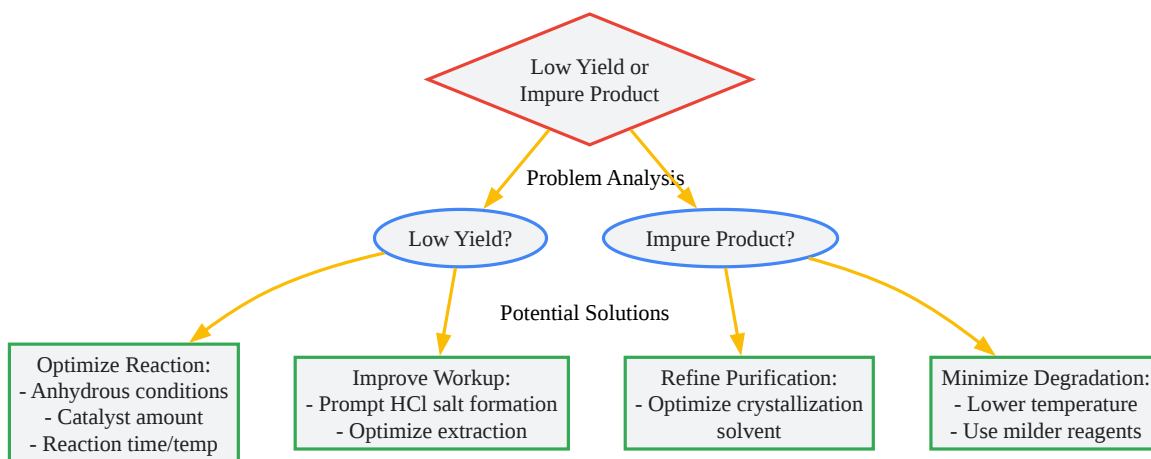 Low Yield or
Impure Product
Problem Analysis
Low Yield?
Impure Product?
Potential Solutions
Optimize Reaction:
- Anhydrous conditions
- Catalyst amount
- Reaction time/temp
Improve Workup:
- Prompt HCl salt formation
- Optimize extraction
Refine Purification:
- Optimize crystallization
solvent
Minimize Degradation:
- Lower temperature
- Use milder reagents